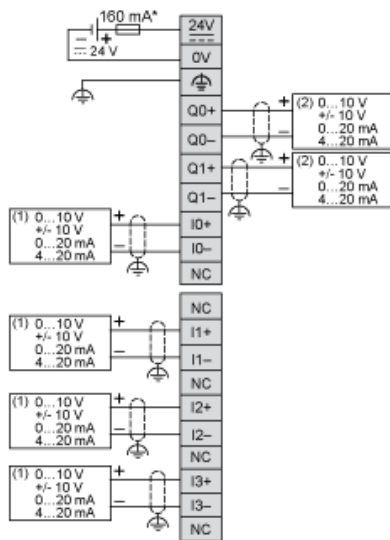 160 mA*
24V
− +
24 V
0V
Q0+
Q0−
Q1+
Q1−
+
−
(2) 0...10 V
+/- 10 V
0...20 mA
4...20 mA
+
−
(2) 0...10 V
+/- 10 V
0...20 mA
4...20 mA
(1) 0...10 V
+/- 10 V
0...20 mA
4...20 mA
+
−
I0+
I0−
NC
NC
(1) 0...10 V
+/- 10 V
0...20 mA
4...20 mA
+
−
I1+
I1−
NC
(1) 0...10 V
+/- 10 V
0...20 mA
4...20 mA
+
−
I2+
I2−
NC
(1) 0...10 V
+/- 10 V
0...20 mA
4...20 mA
+
−
I3+
I3−
NC